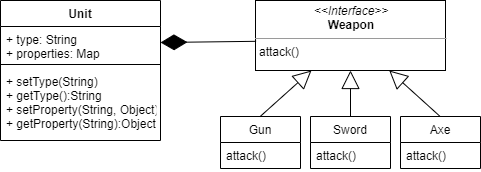 Unit
+ type: String
+ properties: Map
+ setType(String)
+ getType():String
+ setProperty(String, Object)
+ getProperty(String):Object
<<Interface>>
Weapon
attack()
Gun
attack()
Sword
attack()
Axe
attack()